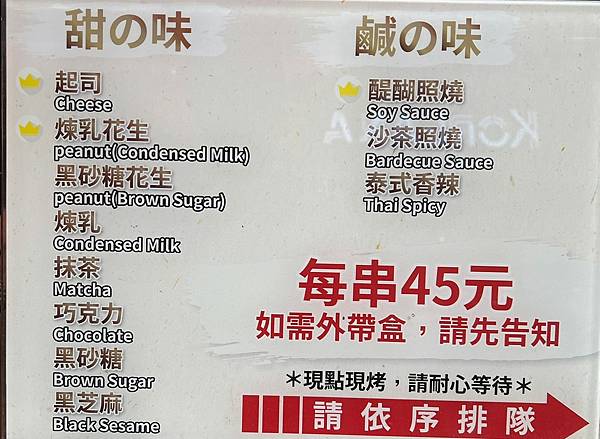 甜の味
起司
Cheese
煉乳花生
peanut(Condensed Milk)
黑砂糖花生
peanut(Brown Sugar)
煉乳
Condensed Milk
抹茶
Matcha
巧克力
Chocolate
黑砂糖
Brown Sugar
黑芝麻
Black Sesame
鹹の味
醍醐照燒
Soy Sauce
沙茶照燒
Bardecue Sauce
泰式香辣
Thai Spicy
每串45元
如需外帶盒，請先告知
＊現點現烤，請耐心等待＊
請依序排隊